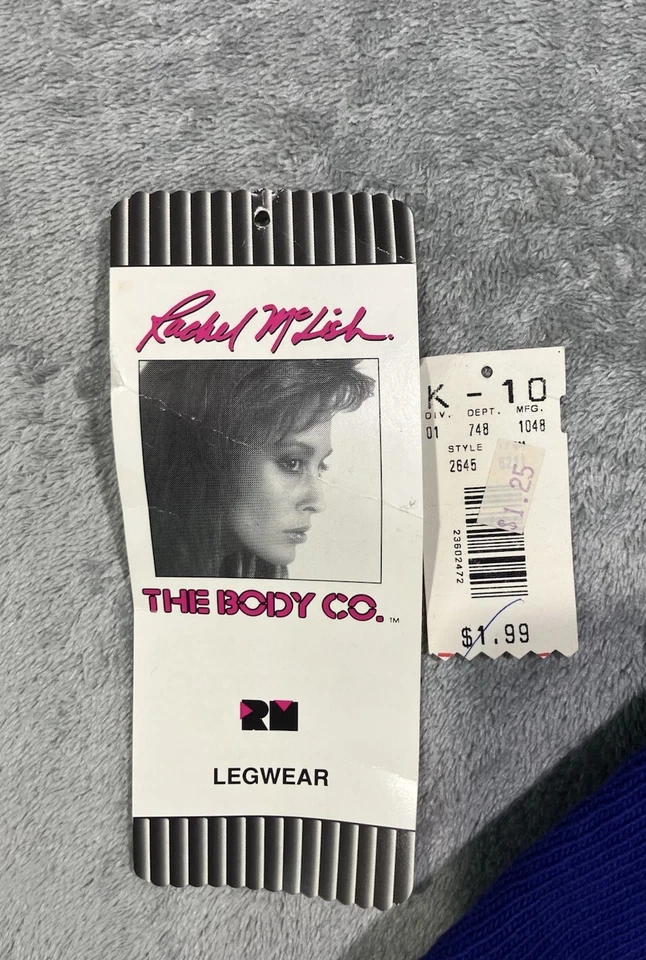 Rachel McLish.
THE BODY CO.™
RM
LEGWEAR
K-10
DIV. DEPT. MFG.
01 748 1048
STYLE
2645
$1.25
23602472
$1.99